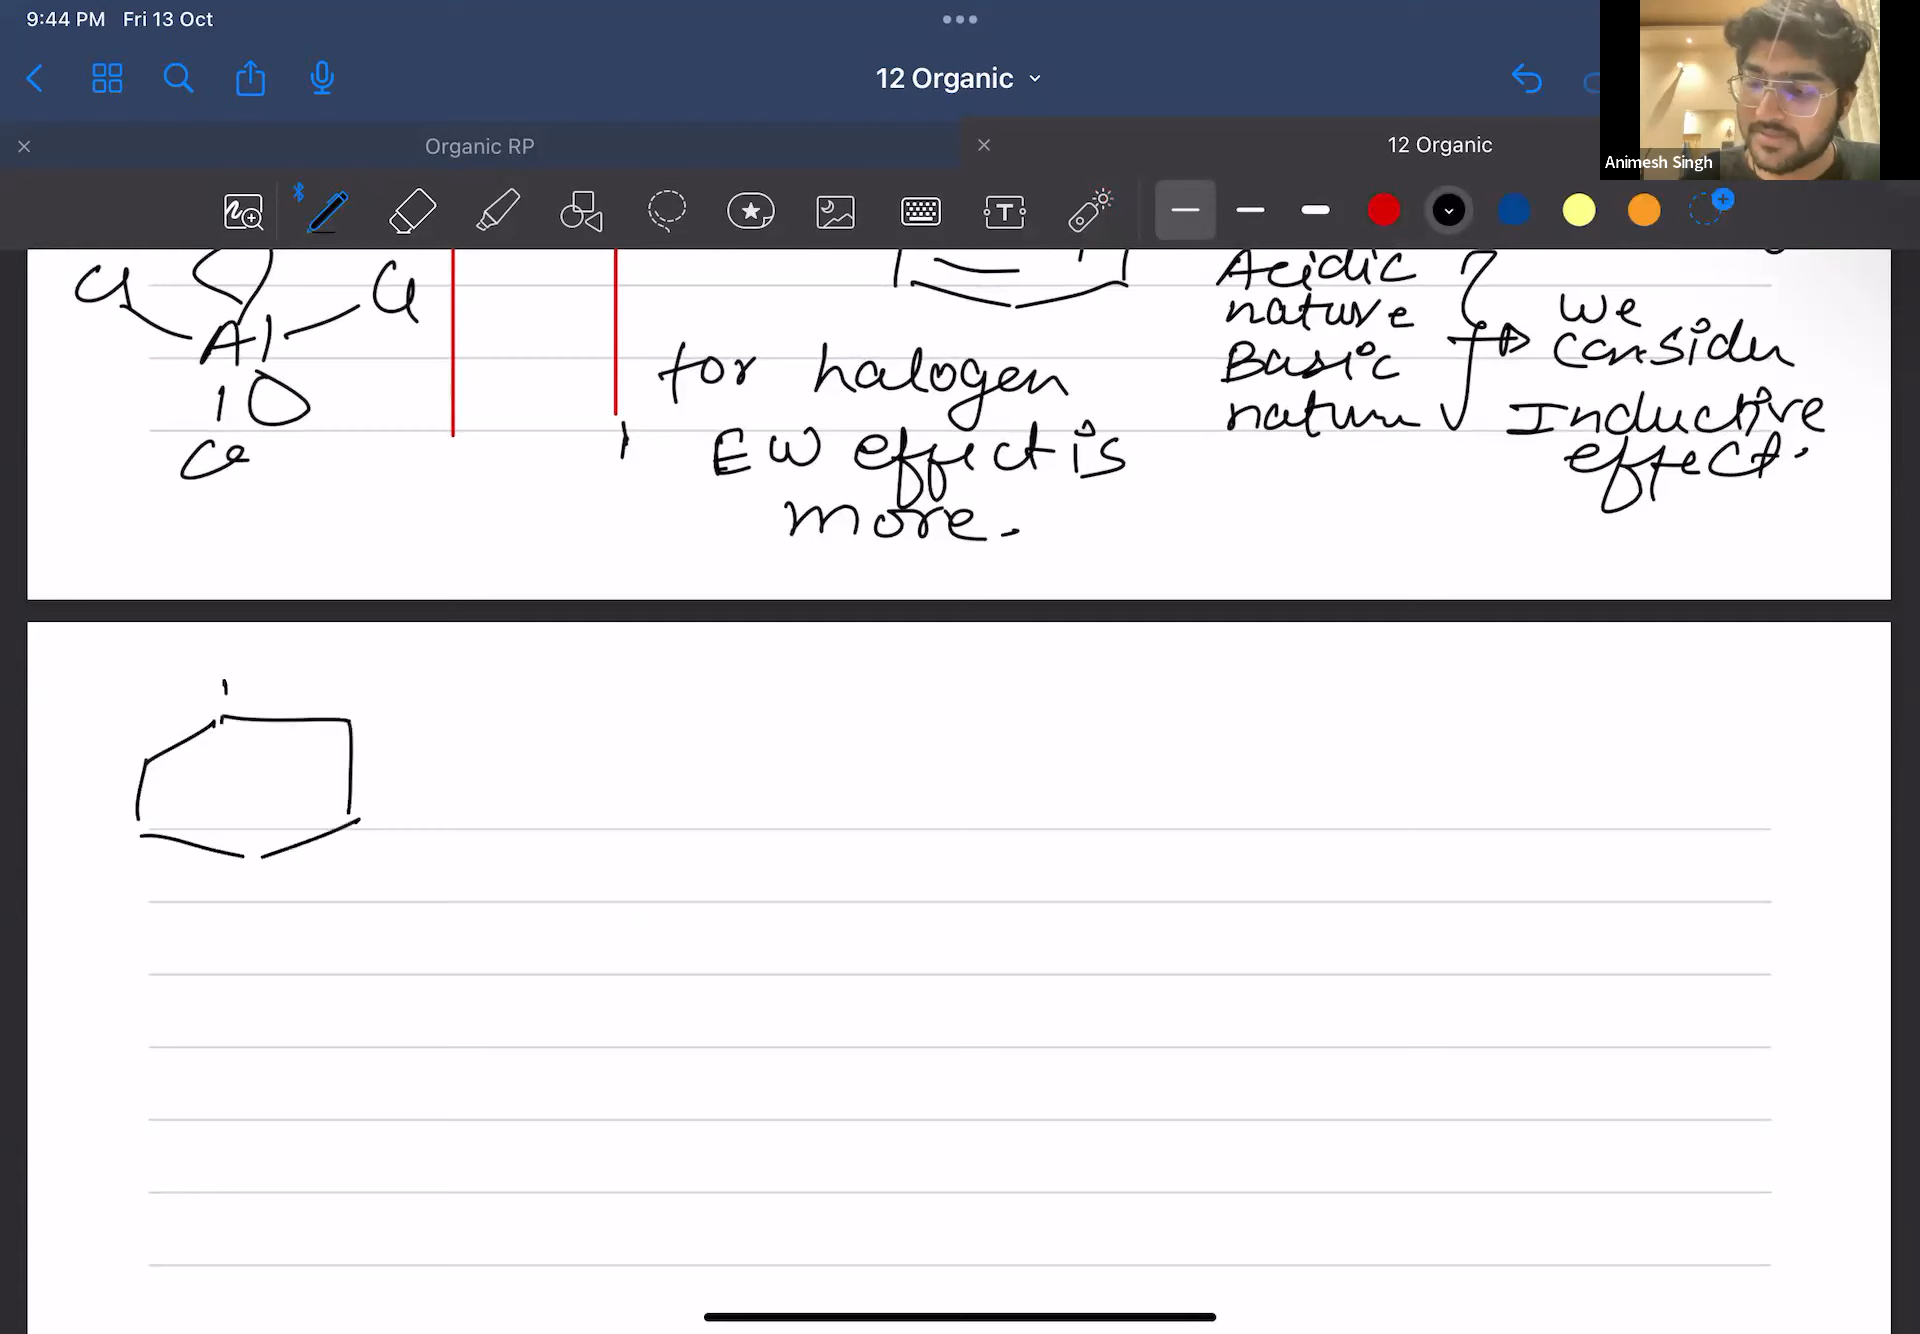 9:44 PM Fri 13 Oct
12 Organic
Organic RP
12 Organic
Animesh Singh
T
Cl
Cl
Al
Cl
for halogen
EW effect is
more.
Acidic
nature
Basic
nature
We
Consider
Inductive
effect.